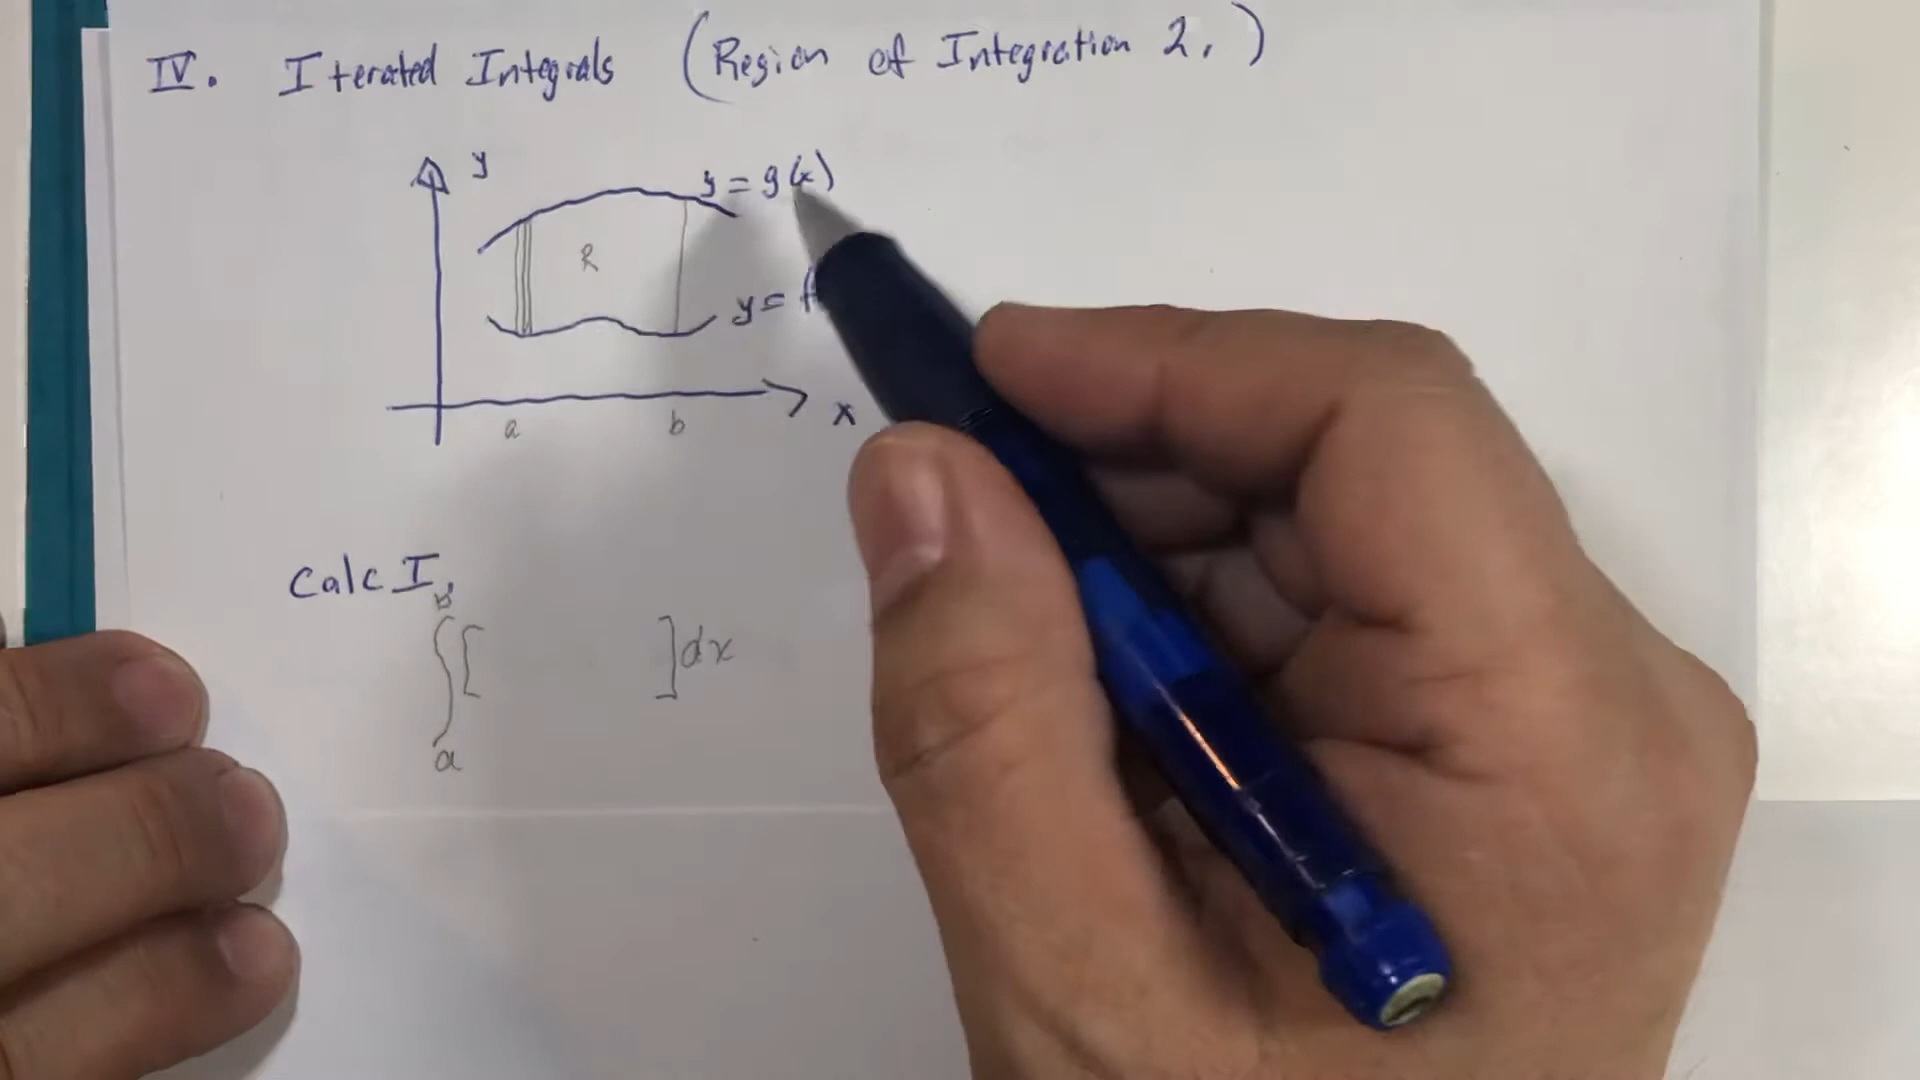 IV. Iterated Integrals (Region of Integration 2.)
y
y = g(x)
R
y = f
x
a b
Calc I,
b
∫ [ ] dx
a